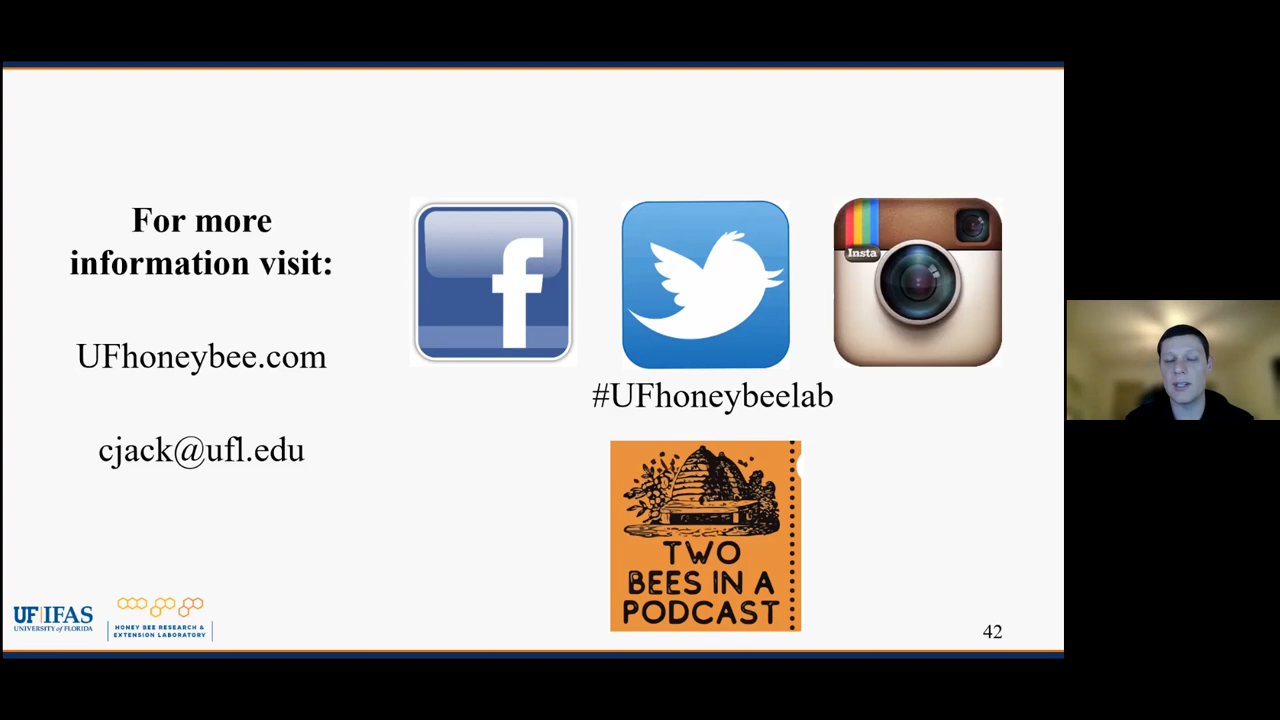 For more
information visit:
UFhoneybee.com
cjack@ufl.edu
f
Insta
#UFhoneybeelab
TWO
BEES IN A
PODCAST
UF|IFAS
UNIVERSITY of FLORIDA
HONEY BEE RESEARCH &
EXTENSION LABORATORY
42